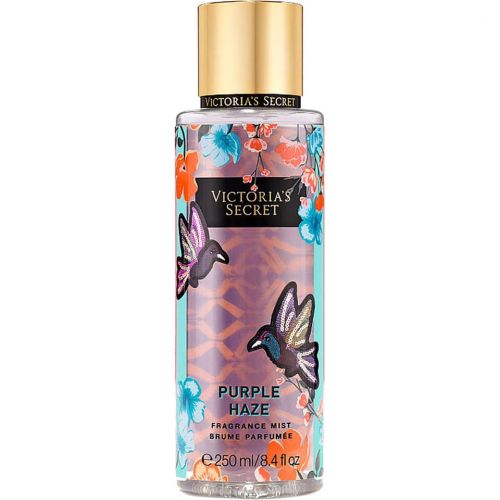 VICTORIA'S SECRET
VICTORIA'S
SECRET
PURPLE
HAZE
FRAGRANCE MIST
BRUME PARFUMÉE
℮ 250 ml/8.4 fl oz